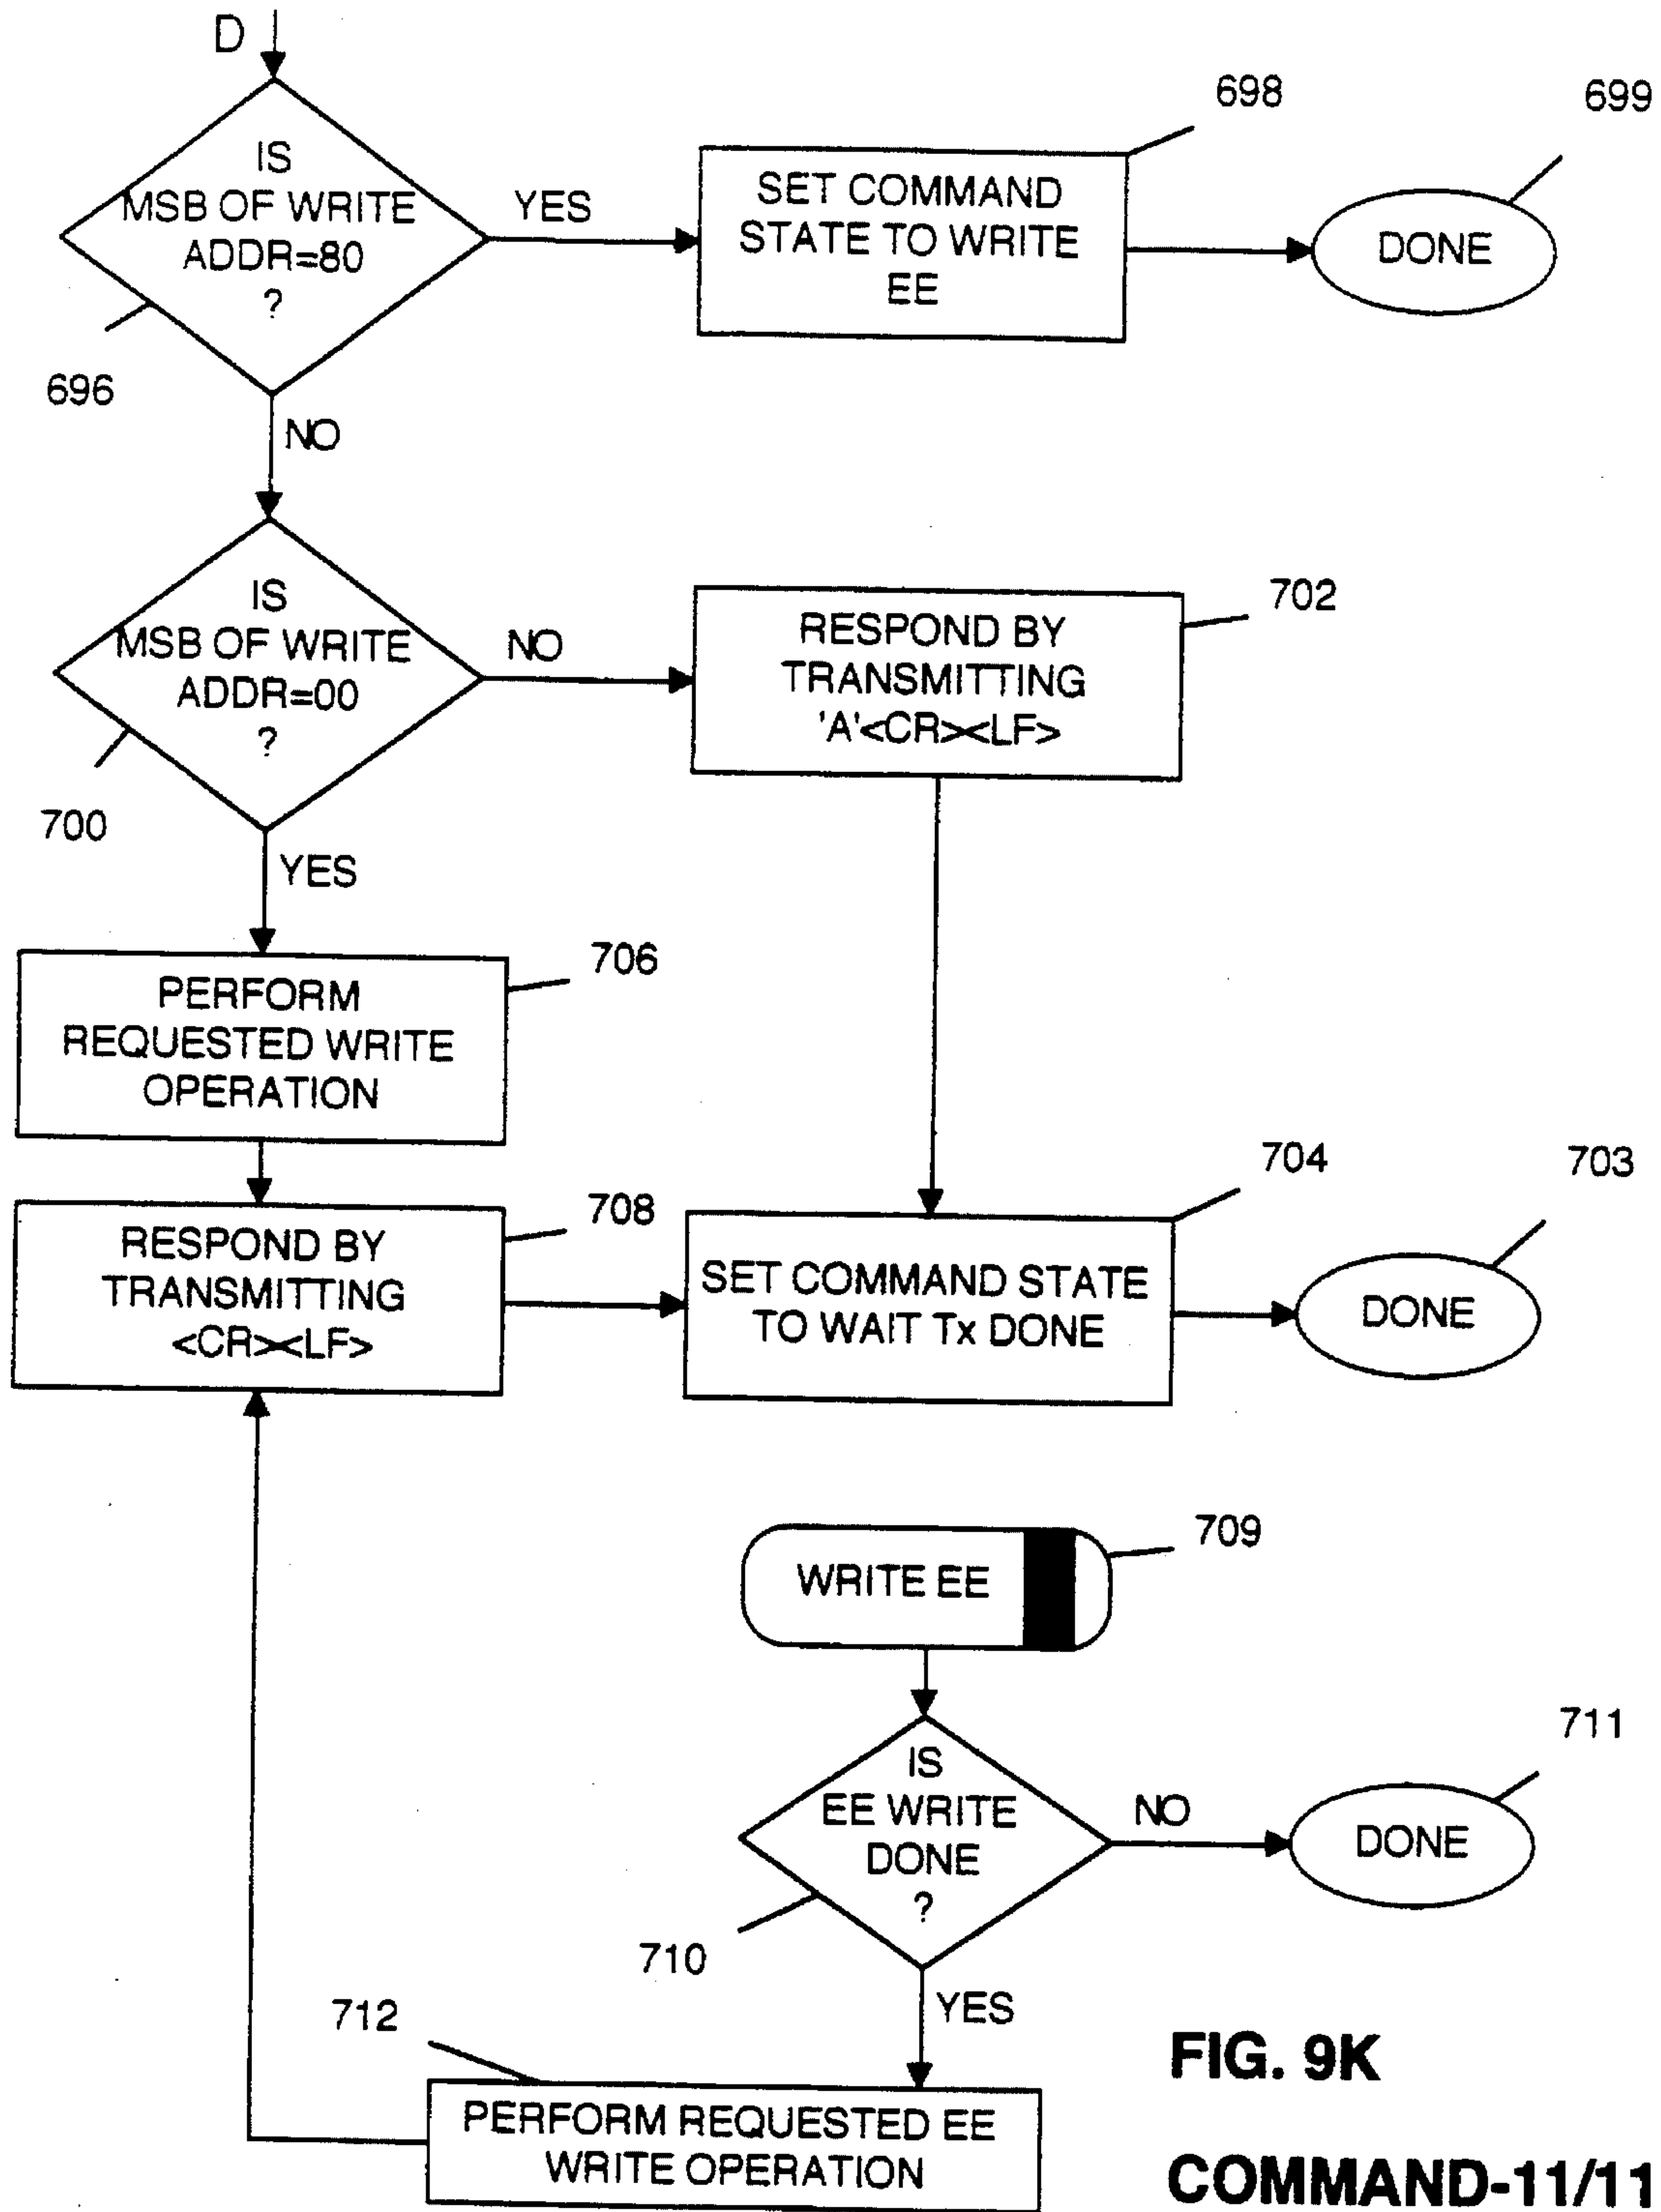 D
IS
MSB OF WRITE
ADDR=80
?
YES
SET COMMAND
STATE TO WRITE
EE
698
DONE
699
696
NO
IS
MSB OF WRITE
ADDR=00
?
NO
RESPOND BY
TRANSMITTING
'A'<CR><LF>
702
700
YES
PERFORM
REQUESTED WRITE
OPERATION
706
RESPOND BY
TRANSMITTING
<CR><LF>
708
SET COMMAND STATE
TO WAIT Tx DONE
704
DONE
703
WRITE EE
709
IS
EE WRITE
DONE
?
NO
DONE
711
710
YES
712
PERFORM REQUESTED EE
WRITE OPERATION
FIG. 9K
COMMAND-11/11